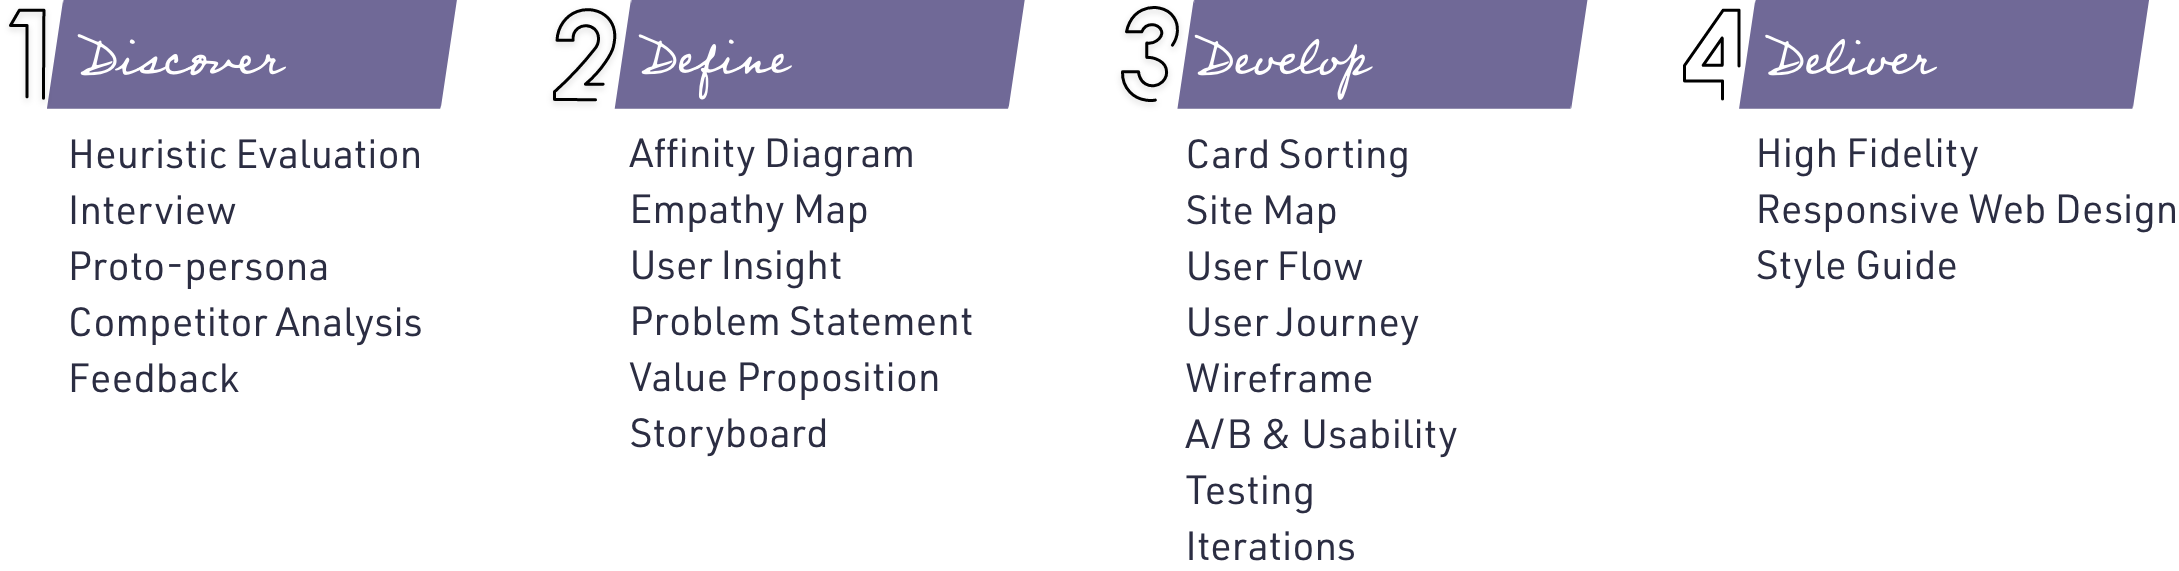 1 Discover
Heuristic Evaluation
Interview
Proto-persona
Competitor Analysis
Feedback
2 Define
Affinity Diagram
Empathy Map
User Insight
Problem Statement
Value Proposition
Storyboard
3 Develop
Card Sorting
Site Map
User Flow
User Journey
Wireframe
A/B & Usability
Testing
Iterations
4 Deliver
High Fidelity
Responsive Web Design
Style Guide